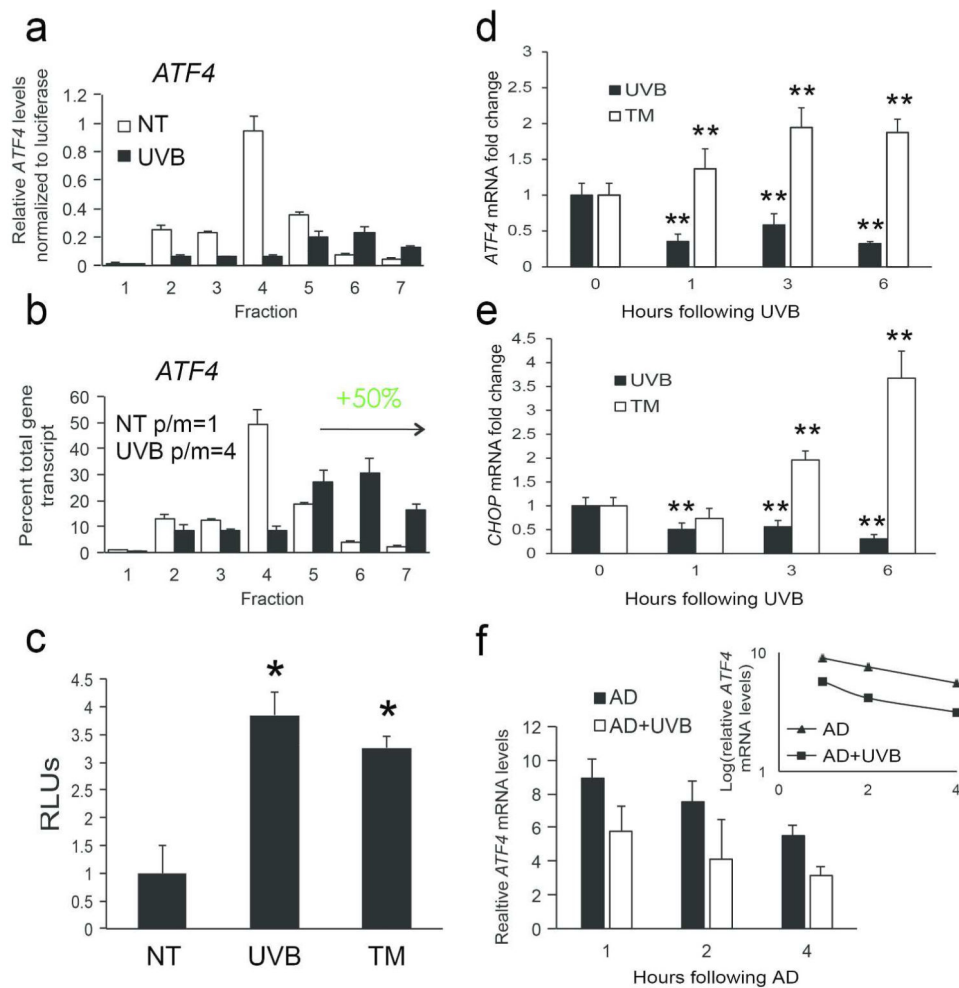 a
ATF4
Relative ATF4 levels
normalized to luciferase
1.2
1
0.8
0.6
0.4
0.2
0
NT
UVB
1 2 3 4 5 6 7
Fraction
b
ATF4
Percent total gene
transcript
60
50
40
30
20
10
0
NT p/m=1
UVB p/m=4
+50%
1 2 3 4 5 6 7
Fraction
c
RLUs
4.5
4
3.5
3
2.5
2
1.5
1
0.5
0
* *
NT UVB TM
d
ATF4 mRNA fold change
3
2.5
2
1.5
1
0.5
0
UVB
TM
** ** **
** ** **
0 1 3 6
Hours following UVB
e
CHOP mRNA fold change
4.5
4
3.5
3
2.5
2
1.5
1
0.5
0
UVB
TM
** **
** ** **
0 1 3 6
Hours following UVB
f
Realtive ATF4 mRNA levels
12
10
8
6
4
2
0
AD
AD+UVB
1 2 4
Hours following AD
Log(relative ATF4
mRNA levels)
10
1
AD
AD+UVB
0 2 4